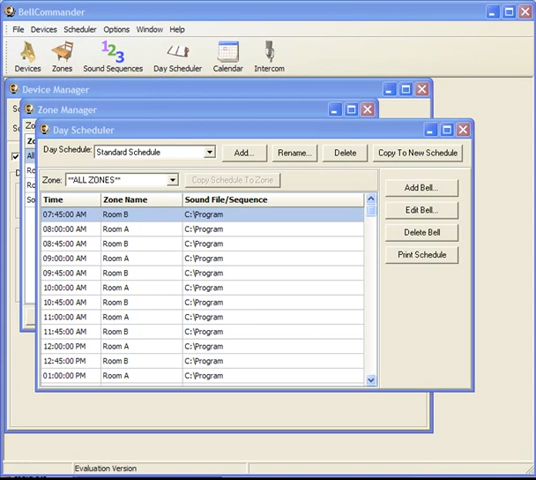 BellCommander
File Devices Scheduler Options Window Help
123
Devices Zones Sound Sequences Day Scheduler Calendar Intercom
Device Manager
Zone Manager
Day Scheduler
Day Schedule: Standard Schedule Add... Rename... Delete Copy To New Schedule
Zone: **ALL ZONES** Copy Schedule To Zone
Add Bell...
Edit Bell...
Delete Bell
Print Schedule
Time Zone Name Sound File/Sequence
07:45:00 AM Room B C:\Program
08:00:00 AM Room A C:\Program
08:45:00 AM Room B C:\Program
09:00:00 AM Room A C:\Program
09:45:00 AM Room B C:\Program
10:00:00 AM Room A C:\Program
10:45:00 AM Room B C:\Program
11:00:00 AM Room A C:\Program
11:45:00 AM Room B C:\Program
12:00:00 PM Room A C:\Program
12:45:00 PM Room B C:\Program
01:00:00 PM Room A C:\Program
Evaluation Version